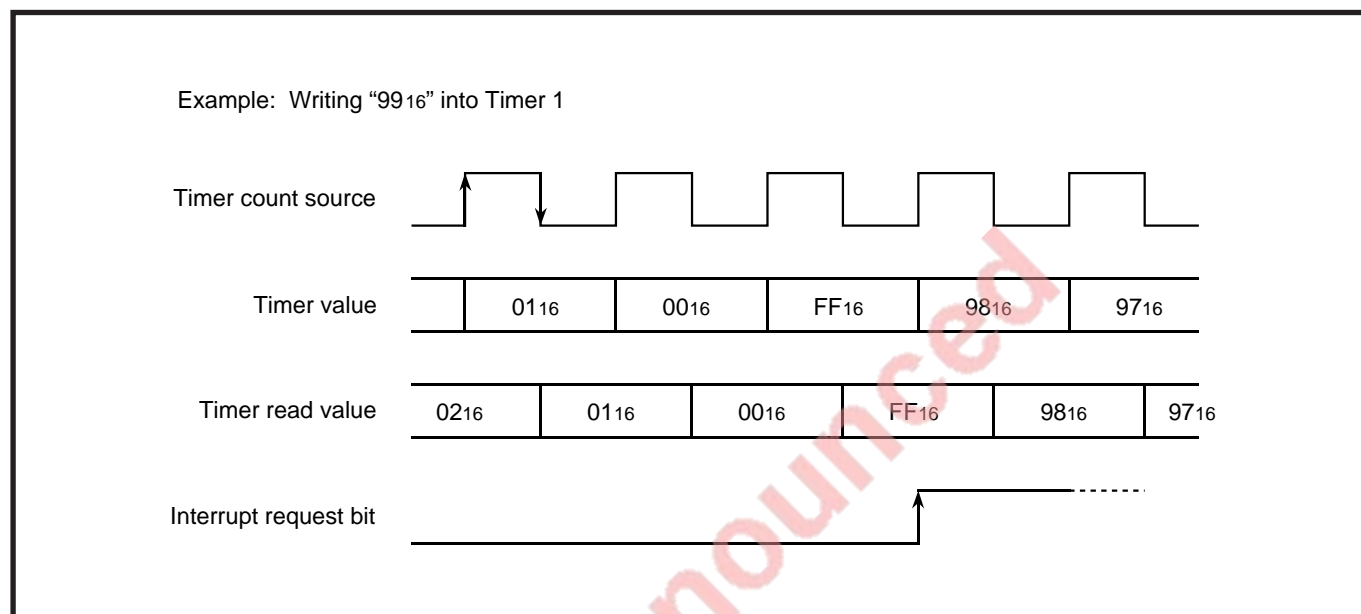 Example: Writing “9916” into Timer 1
Timer count source
Timer value 0116 0016 FF16 9816 9716
Timer read value 0216 0116 0016 FF16 9816 9716
Interrupt request bit
nounced